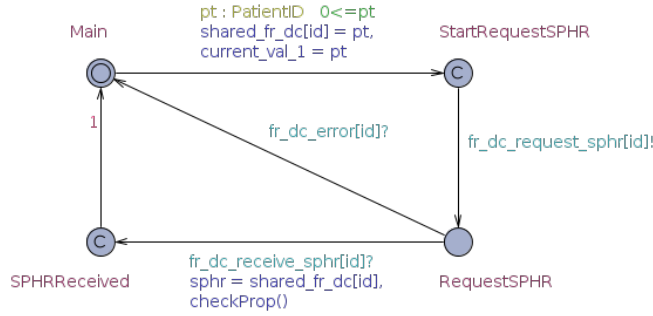 pt : PatientID 0<=pt
Main
shared_fr_dc[id] = pt,
StartRequestSPHR
current_val_1 = pt
C
1
fr_dc_error[id]?
fr_dc_request_sphr[id]!
C
fr_dc_receive_sphr[id]?
SPHRReceived
sphr = shared_fr_dc[id],
RequestSPHR
checkProp()